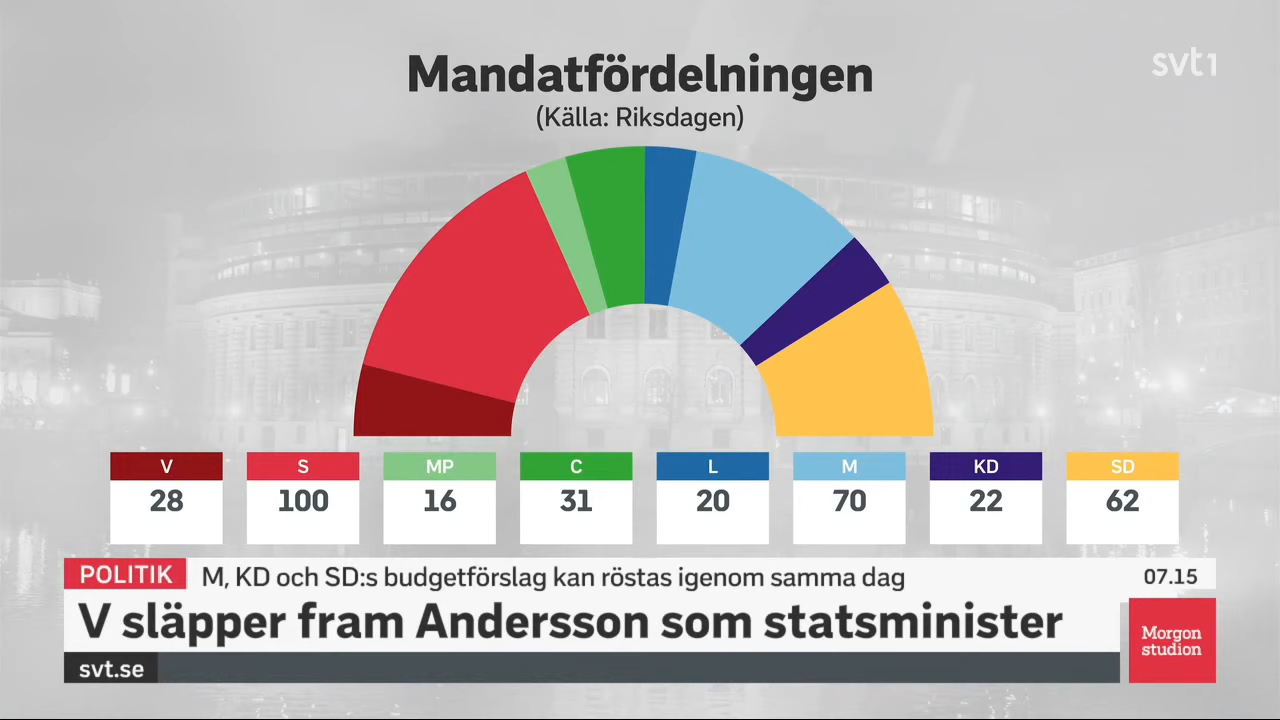 svt1
Mandatfördelningen
(Källa: Riksdagen)
V S MP C L M KD SD
28 100 16 31 20 70 22 62
POLITIK M, KD och SD:s budgetförslag kan röstas igenom samma dag 07.15
V släpper fram Andersson som statsminister
Morgon
studion
svt.se